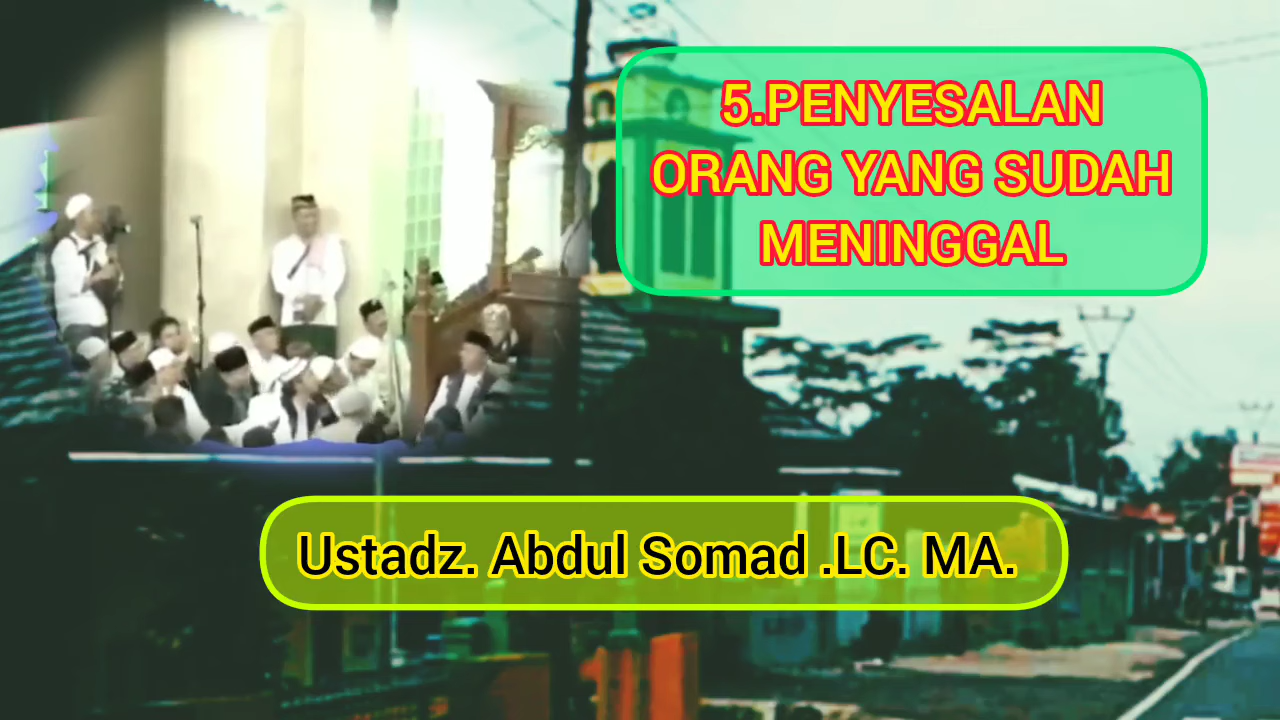 5.PENYESALAN
ORANG YANG SUDAH
MENINGGAL
Ustadz. Abdul Somad .LC. MA.